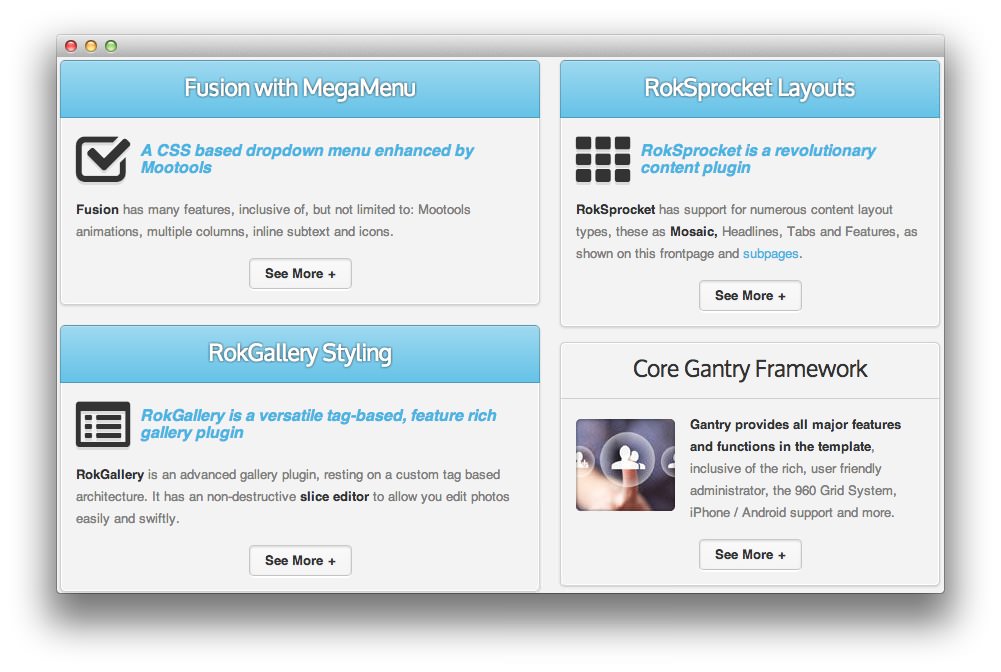 Fusion with MegaMenu
A CSS based dropdown menu enhanced by
Mootools
Fusion has many features, inclusive of, but not limited to: Mootools
animations, multiple columns, inline subtext and icons.
See More +
RokSprocket Layouts
RokSprocket is a revolutionary
content plugin
RokSprocket has support for numerous content layout
types, these as Mosaic, Headlines, Tabs and Features, as
shown on this frontpage and subpages.
See More +
RokGallery Styling
RokGallery is a versatile tag-based, feature rich
gallery plugin
RokGallery is an advanced gallery plugin, resting on a custom tag based
architecture. It has an non-destructive slice editor to allow you edit photos
easily and swiftly.
See More +
Core Gantry Framework
Gantry provides all major features
and functions in the template,
inclusive of the rich, user friendly
administrator, the 960 Grid System,
iPhone / Android support and more.
See More +